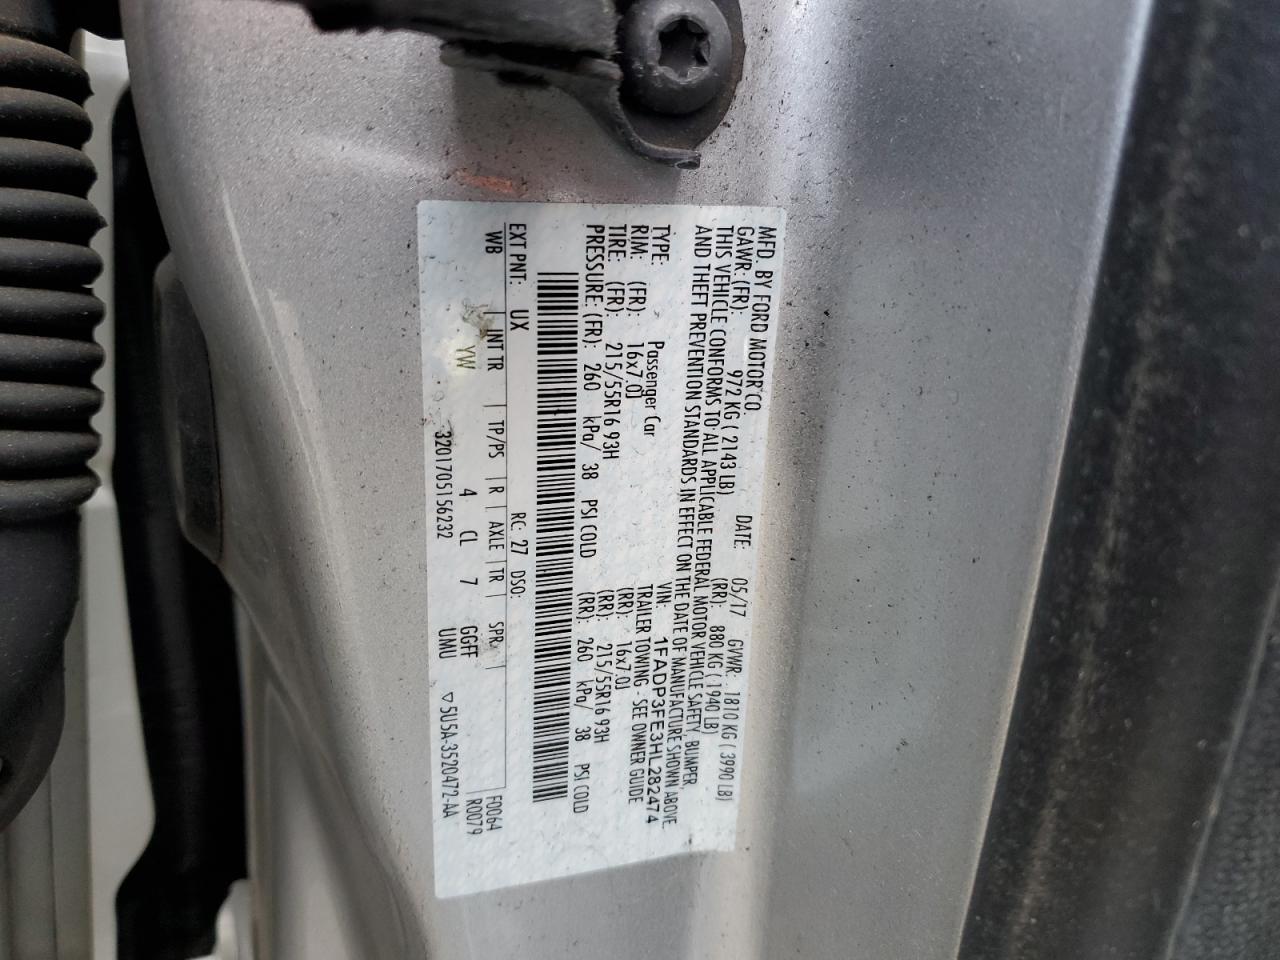 MFD. BY FORD MOTOR CO.
DATE: 05/17 GVWR: 1810 KG ( 3990 LB)
GAWR: (FR): 972 KG ( 2143 LB) (RR): 880 KG ( 1940 LB)
THIS VEHICLE CONFORMS TO ALL APPLICABLE FEDERAL MOTOR VEHICLE SAFETY, BUMPER,
AND THEFT PREVENTION STANDARDS IN EFFECT ON THE DATE OF MANUFACTURE SHOWN ABOVE.
VIN: 1FADP3FE3HL282474
TYPE: Passenger Car TRAILER TOWING - SEE OWNER GUIDE
RIM: (FR): 16x7.0J (RR): 16x7.0J
TIRE: (FR): 215/55R16 93H (RR): 215/55R16 93H
PRESSURE: (FR): 260 kPa/ 38 PSI COLD (RR): 260 kPa/ 38 PSI COLD
EXT PNT: UX RC: 27 DSO: F0064
WB | INT TR | TP/PS | R | AXLE | TR | SPR R0079
YW 4 CL 7 GGFF
3201705156232 UMU ▽5U5A-3520472-AA